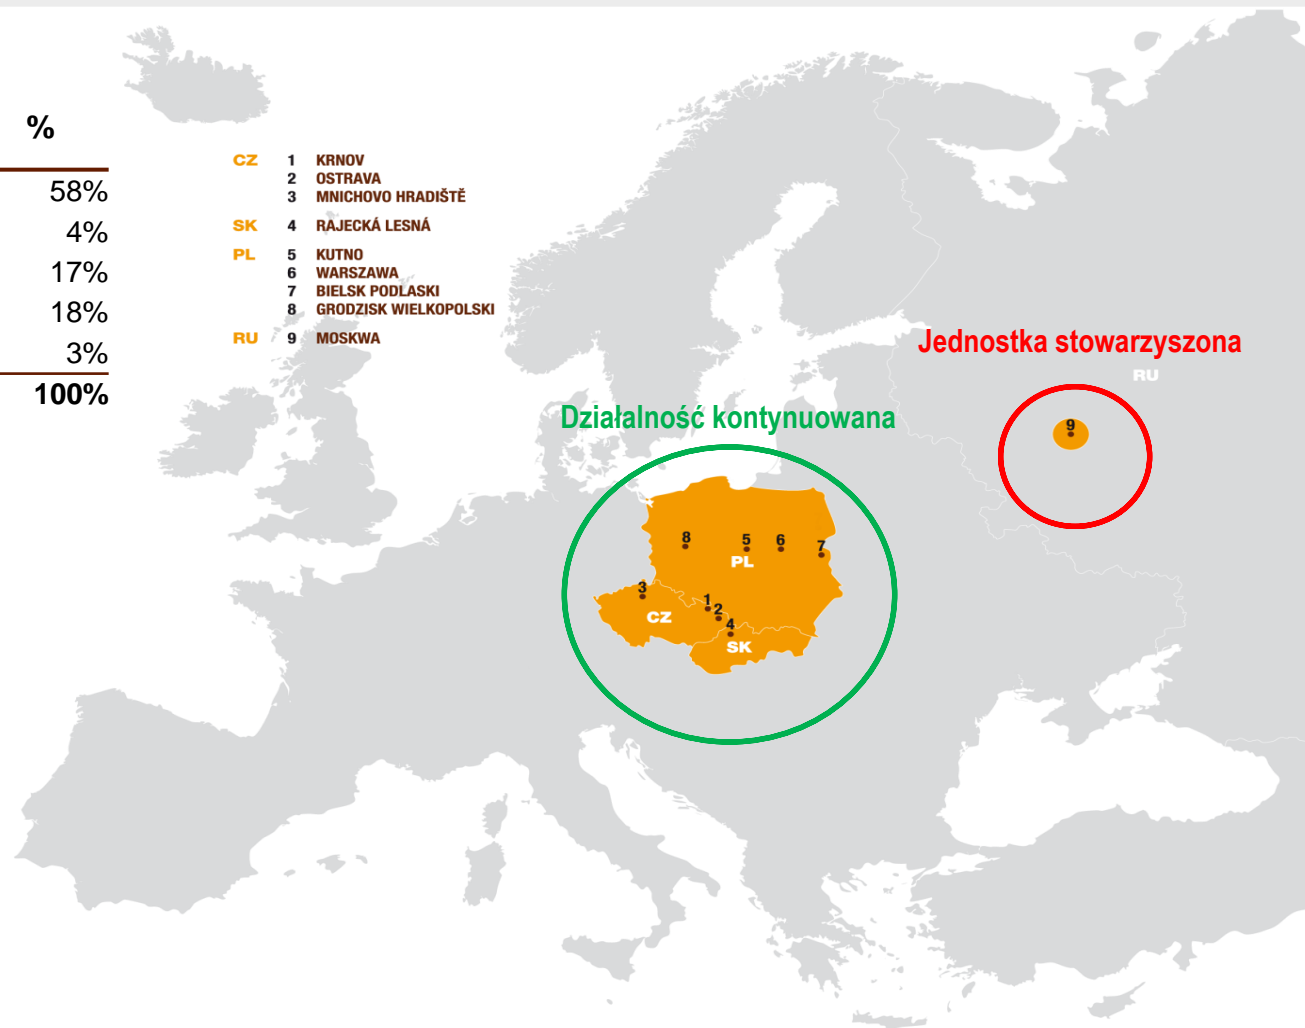 %
58%
4%
17%
18%
3%
100%
CZ 1 KRNOV
2 OSTRAVA
3 MNICHOVO HRADIŠTĚ
SK 4 RAJECKÁ LESNÁ
PL 5 KUTNO
6 WARSZAWA
7 BIELSK PODLASKI
8 GRODZISK WIELKOPOLSKI
RU 9 MOSKWA
Jednostka stowarzyszona
RU
9
Działalność kontynuowana
8 5 6 7
PL
3 1 2
CZ 4
SK